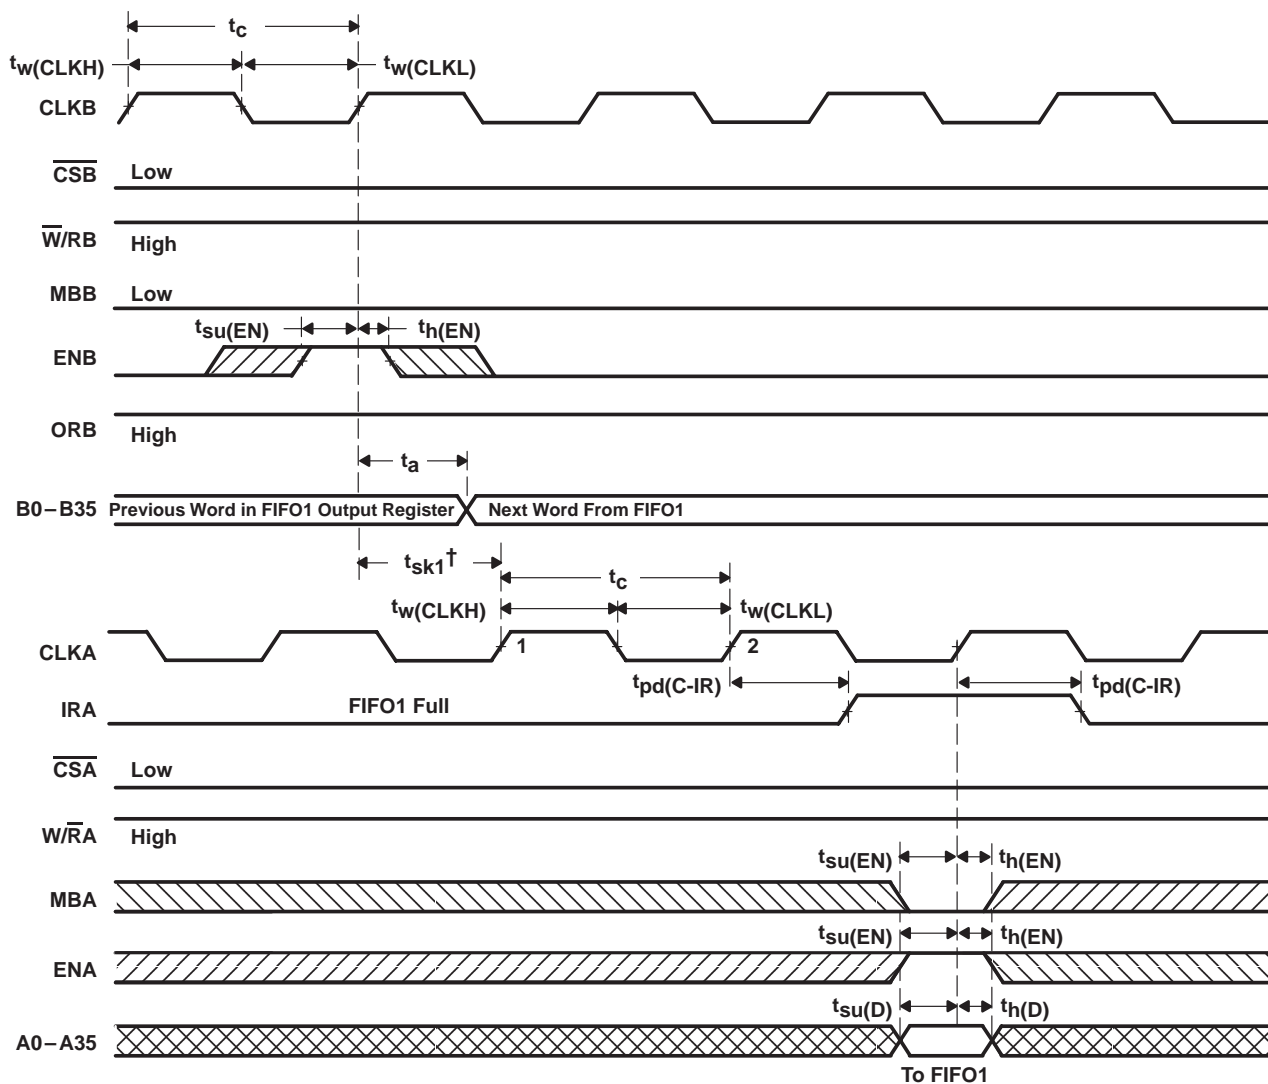 tc
tw(CLKH)
tw(CLKL)
CLKB
CSB
Low
W/RB
High
MBB
Low
tsu(EN)
th(EN)
ENB
ORB
High
ta
B0–B35
Previous Word in FIFO1 Output Register
Next Word From FIFO1
tsk1†
tc
tw(CLKH)
tw(CLKL)
CLKA
1
2
tpd(C-IR)
tpd(C-IR)
IRA
FIFO1 Full
CSA
Low
W/RA
High
tsu(EN)
th(EN)
MBA
tsu(EN)
th(EN)
ENA
tsu(D)
th(D)
A0–A35
To FIFO1